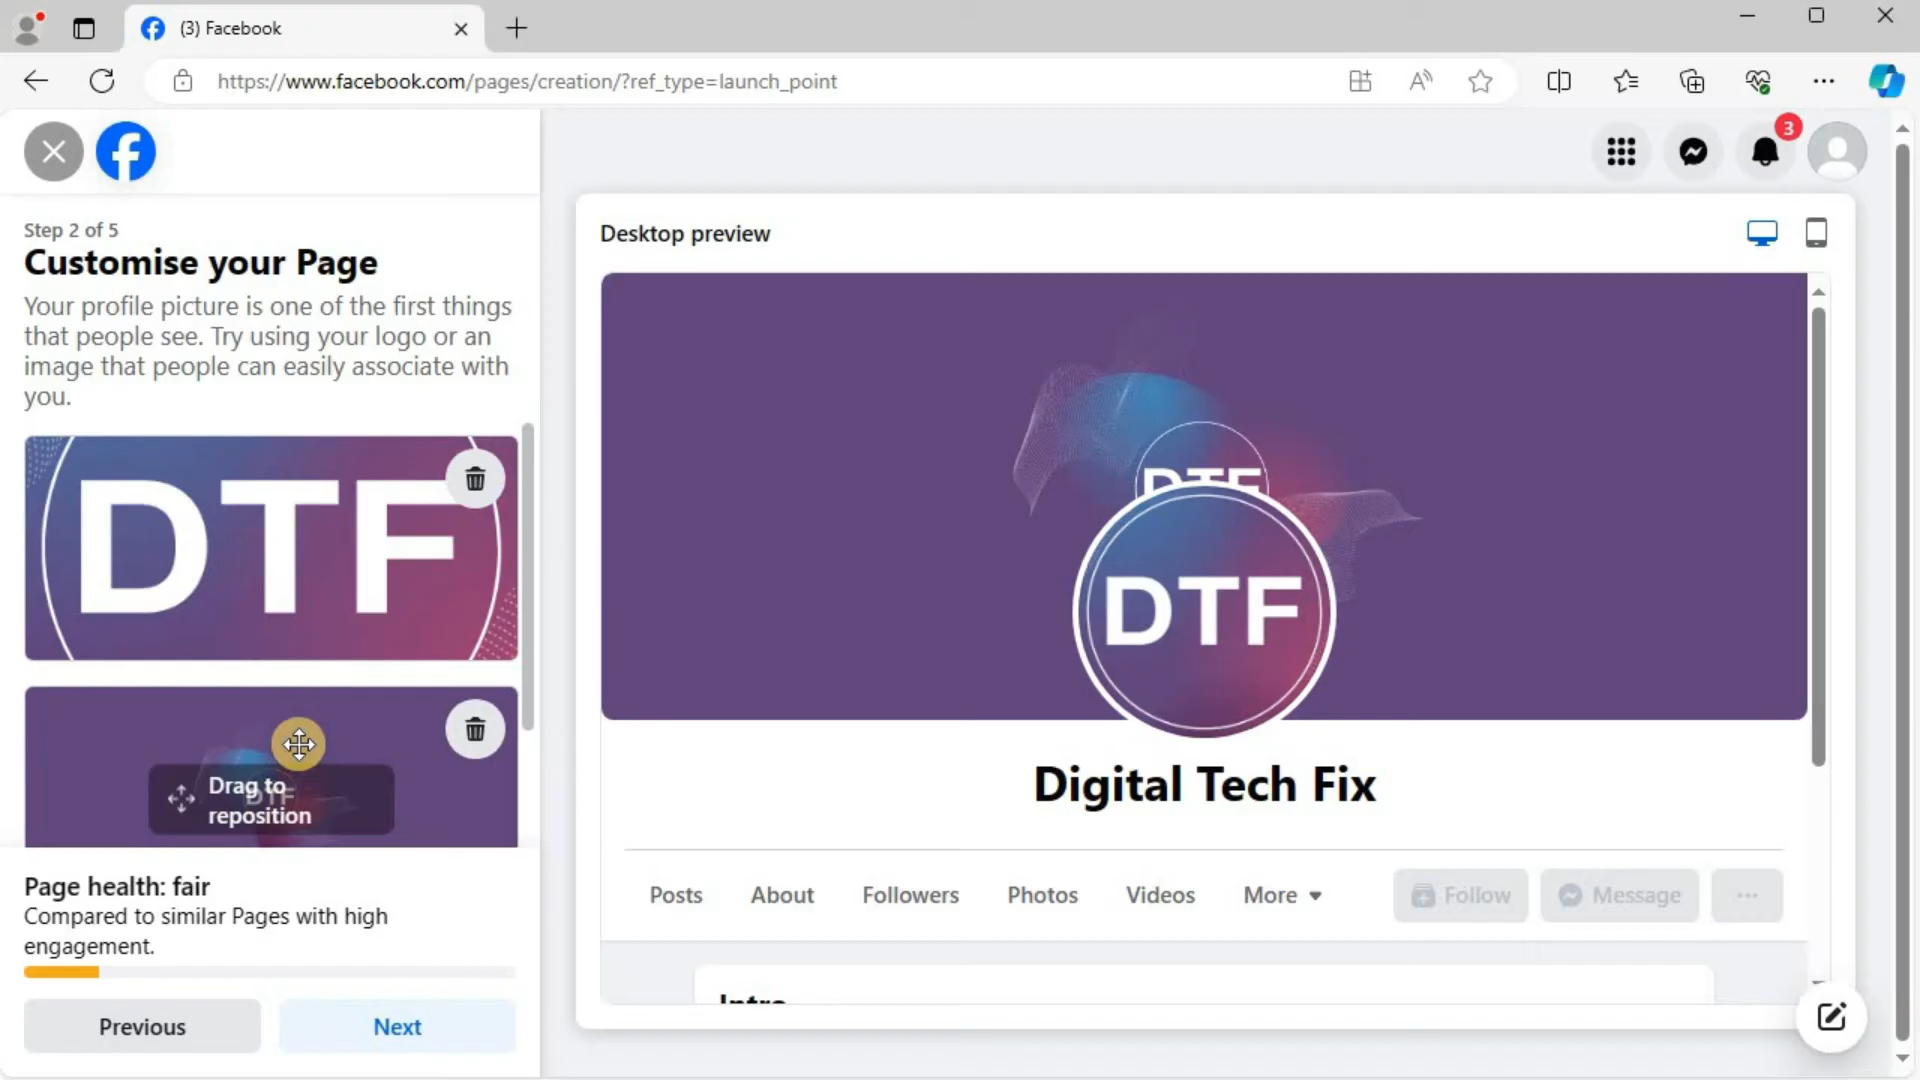 (3) Facebook
https://www.facebook.com/pages/creation/?ref_type=launch_point
3
Step 2 of 5
Customise your Page
Your profile picture is one of the first things
that people see. Try using your logo or an
image that people can easily associate with
you.
DTF
Drag to
reposition
DTF
Page health: fair
Compared to similar Pages with high
engagement.
Previous
Next
Desktop preview
DTF
DTF
Digital Tech Fix
Posts
About
Followers
Photos
Videos
More
Follow
Message
Intro